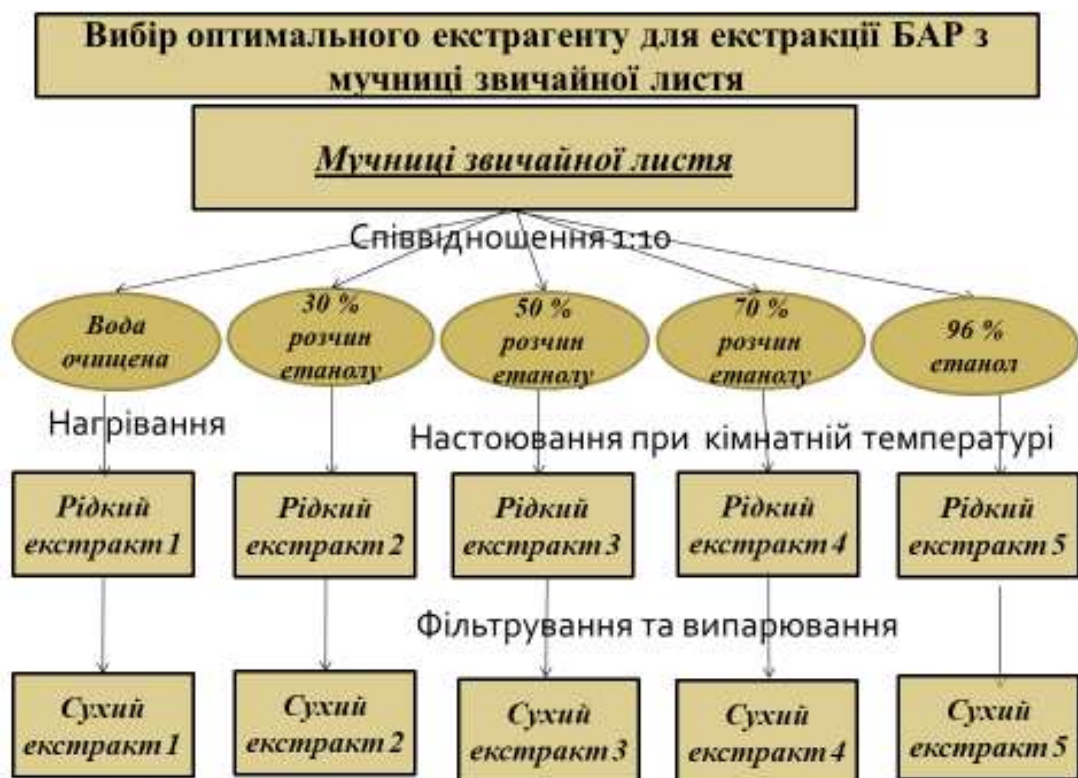 Вибір оптимального екстрагенту для екстракції БАР з
мучниці звичайної листя
Мучниці звичайної листя
Співвідношення 1:10
Вода
очищена
30 %
розчин
етанолу
50 %
розчин
етанолу
70 %
розчин
етанолу
96 %
етанол
Нагрівання
Настоювання при кімнатній температурі
Рідкий
екстракт 1
Рідкий
екстракт 2
Рідкий
екстракт 3
Рідкий
екстракт 4
Рідкий
екстракт 5
Фільтрування та випарювання
Сухий
екстракт 1
Сухий
екстракт 2
Сухий
екстракт 3
Сухий
екстракт 4
Сухий
екстракт 5